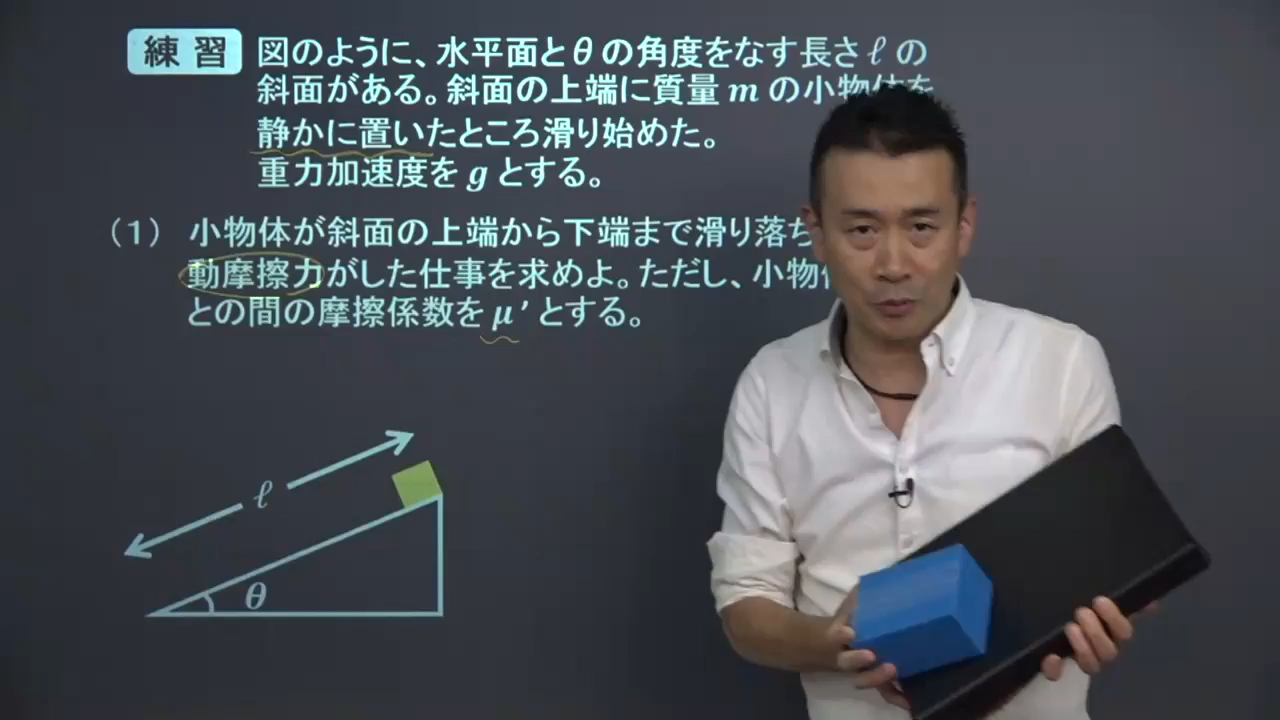 練習 図のように、水平面とθの角度をなす長さℓの
斜面がある。斜面の上端に質量 m の小物体を
静かに置いたところ滑り始めた。
重力加速度を g とする。
(1) 小物体が斜面の上端から下端まで滑り落ち
動摩擦力がした仕事を求めよ。ただし、小物
との間の摩擦係数を μ′とする。
ℓ
θ